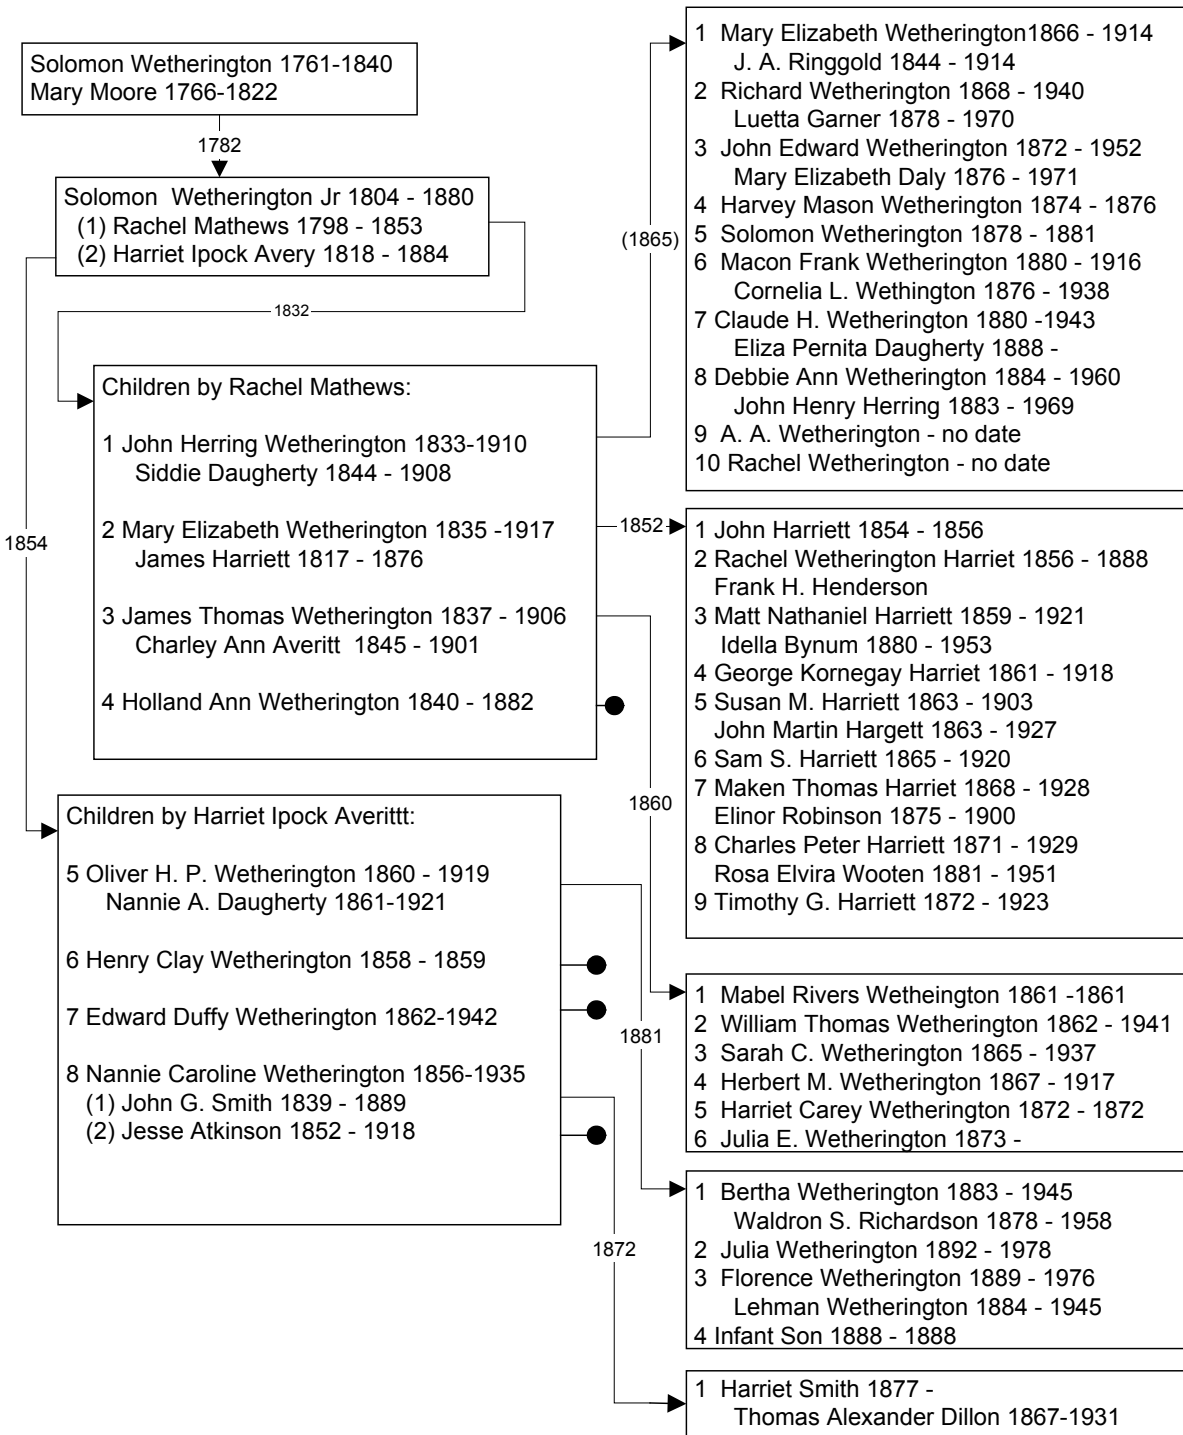 Solomon Wetherington 1761-1840
Mary Moore 1766-1822
1782
Solomon  Wetherington Jr 1804 - 1880
(1) Rachel Mathews 1798 - 1853
(2) Harriet Ipock Avery 1818 - 1884
1832
1854
Children by Rachel Mathews:
1 John Herring Wetherington 1833-1910
Siddie Daugherty 1844 - 1908
2 Mary Elizabeth Wetherington 1835 -1917
James Harriett 1817 - 1876
3 James Thomas Wetherington 1837 - 1906
Charley Ann Averitt  1845 - 1901
4 Holland Ann Wetherington 1840 - 1882
Children by Harriet Ipock Averittt:
5 Oliver H. P. Wetherington 1860 - 1919
Nannie A. Daugherty 1861-1921
6 Henry Clay Wetherington 1858 - 1859
7 Edward Duffy Wetherington 1862-1942
8 Nannie Caroline Wetherington 1856-1935
(1) John G. Smith 1839 - 1889
(2) Jesse Atkinson 1852 - 1918
(1865)
1852
1860
1881
1872
1  Mary Elizabeth Wetherington1866 - 1914
J. A. Ringgold 1844 - 1914
2  Richard Wetherington 1868 - 1940
Luetta Garner 1878 - 1970
3  John Edward Wetherington 1872 - 1952
Mary Elizabeth Daly 1876 - 1971
4  Harvey Mason Wetherington 1874 - 1876
5  Solomon Wetherington 1878 - 1881
6  Macon Frank Wetherington 1880 - 1916
Cornelia L. Wethington 1876 - 1938
7 Claude H. Wetherington 1880 -1943
Eliza Pernita Daugherty 1888 -
8 Debbie Ann Wetherington 1884 - 1960
John Henry Herring 1883 - 1969
9  A. A. Wetherington - no date
10 Rachel Wetherington - no date
1 John Harriett 1854 - 1856
2 Rachel Wetherington Harriet 1856 - 1888
Frank H. Henderson
3 Matt Nathaniel Harriett 1859 - 1921
Idella Bynum 1880 - 1953
4 George Kornegay Harriet 1861 - 1918
5 Susan M. Harriett 1863 - 1903
John Martin Hargett 1863 - 1927
6 Sam S. Harriett 1865 - 1920
7 Maken Thomas Harriet 1868 - 1928
Elinor Robinson 1875 - 1900
8 Charles Peter Harriett 1871 - 1929
Rosa Elvira Wooten 1881 - 1951
9 Timothy G. Harriett 1872 - 1923
1  Mabel Rivers Wetheington 1861 -1861
2  William Thomas Wetherington 1862 - 1941
3  Sarah C. Wetherington 1865 - 1937
4  Herbert M. Wetherington 1867 - 1917
5  Harriet Carey Wetherington 1872 - 1872
6  Julia E. Wetherington 1873 -
1  Bertha Wetherington 1883 - 1945
Waldron S. Richardson 1878 - 1958
2  Julia Wetherington 1892 - 1978
3  Florence Wetherington 1889 - 1976
Lehman Wetherington 1884 - 1945
4 Infant Son 1888 - 1888
1  Harriet Smith 1877 -
Thomas Alexander Dillon 1867-1931